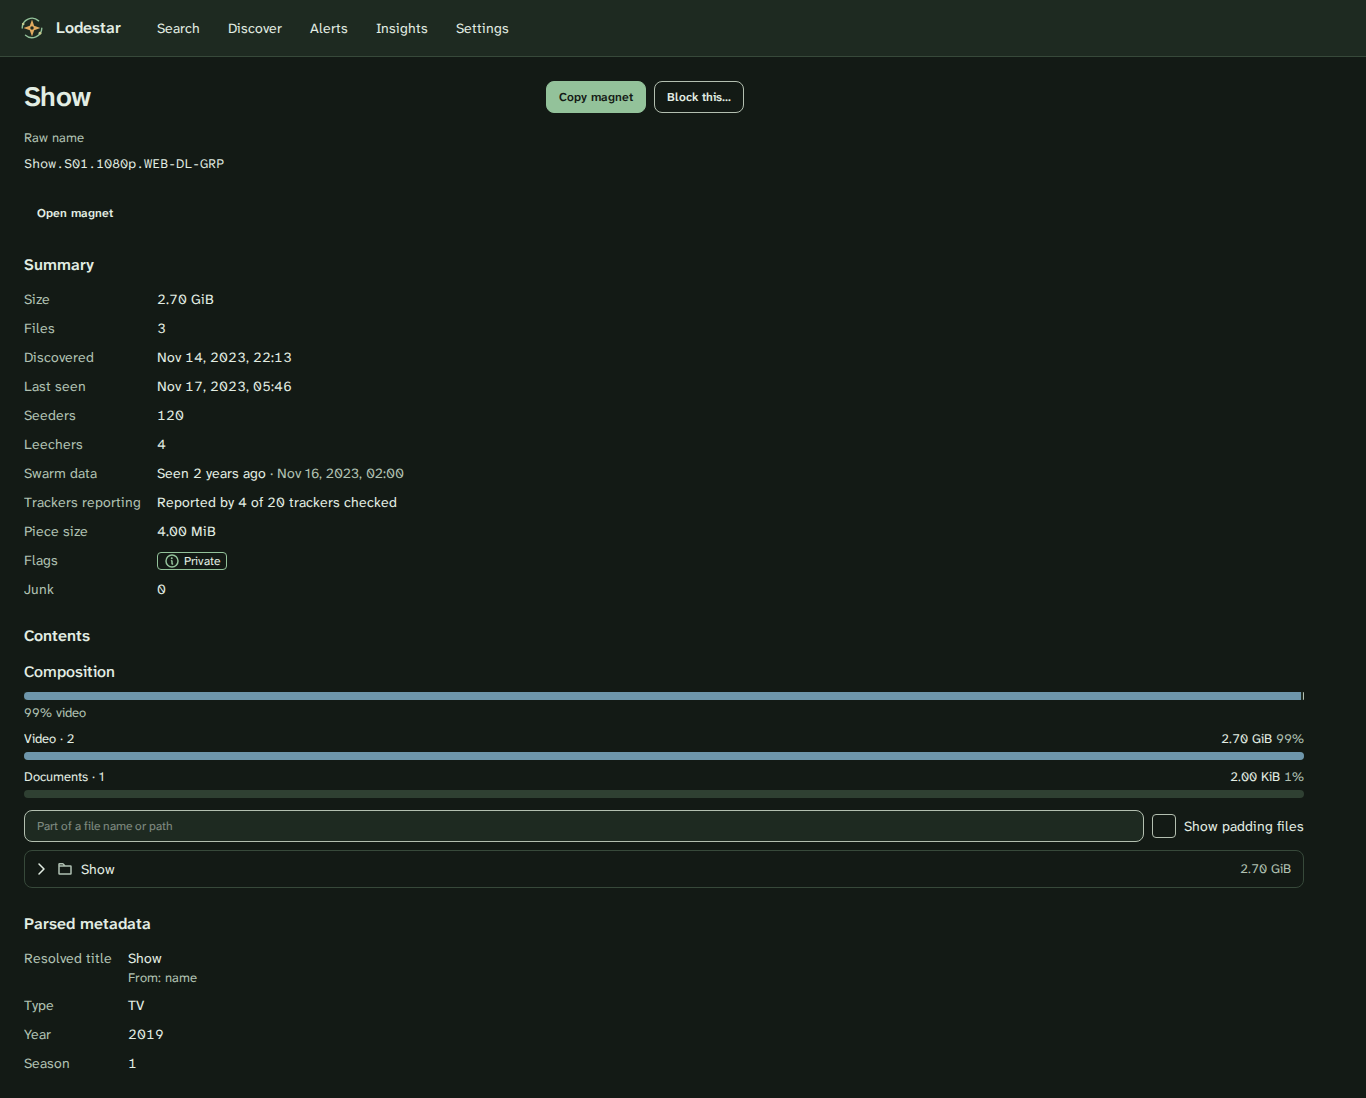 Lodestar Search Discover Alerts Insights Settings
Show Copy magnet Block this...
Raw name
Show.S01.1080p.WEB-DL-GRP
Open magnet
Summary
Size 2.70 GiB
Files 3
Discovered Nov 14, 2023, 22:13
Last seen Nov 17, 2023, 05:46
Seeders 120
Leechers 4
Swarm data Seen 2 years ago · Nov 16, 2023, 02:00
Trackers reporting Reported by 4 of 20 trackers checked
Piece size 4.00 MiB
Flags Private
Junk 0
Contents
Composition
99% video
Video · 2 2.70 GiB 99%
Documents · 1 2.00 KiB 1%
Part of a file name or path Show padding files
Show 2.70 GiB
Parsed metadata
Resolved title Show
From: name
Type TV
Year 2019
Season 1